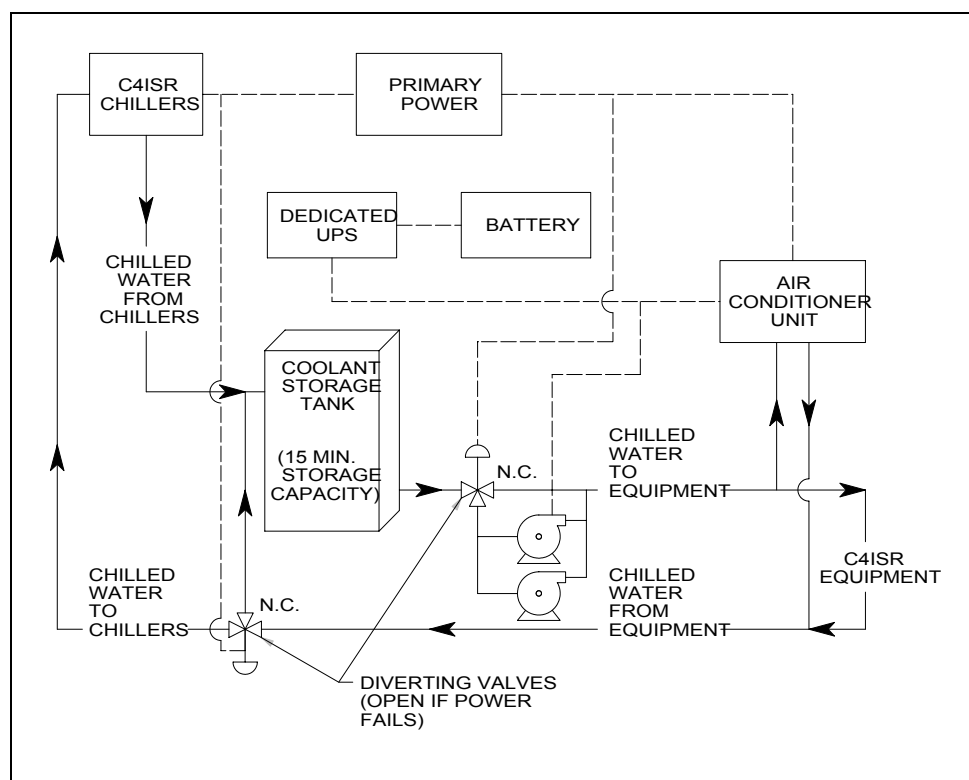 C4ISR
CHILLERS
PRIMARY
POWER
DEDICATED
UPS
BATTERY
CHILLED
WATER
FROM
CHILLERS
AIR
CONDITIONER
UNIT
COOLANT
STORAGE
TANK
(15 MIN.
STORAGE
CAPACITY)
N.C.
CHILLED
WATER
TO
EQUIPMENT
C4ISR
EQUIPMENT
CHILLED
WATER
TO
CHILLERS
N.C.
CHILLED
WATER
FROM
EQUIPMENT
DIVERTING VALVES
(OPEN IF POWER
FAILS)